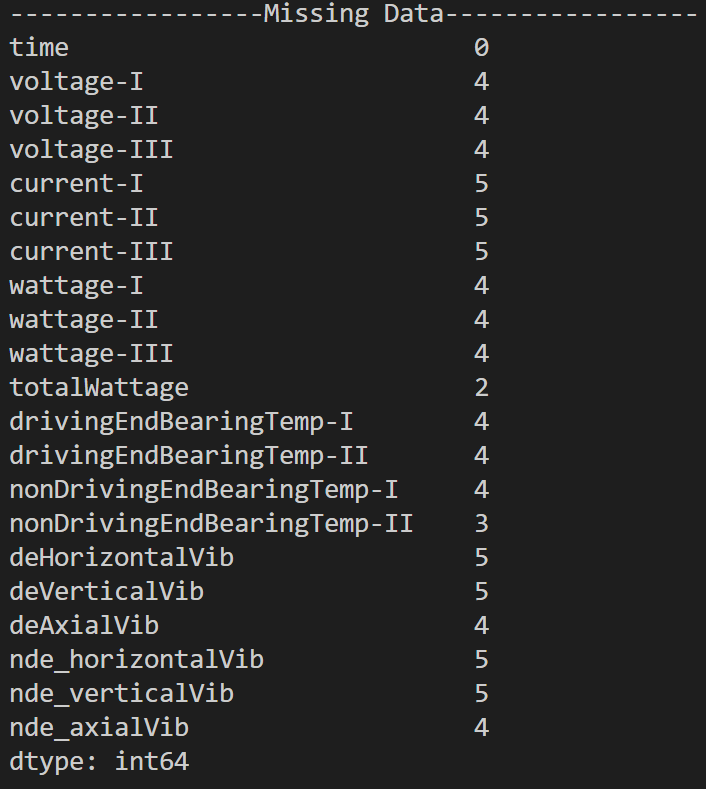 -----------------Missing Data-----------------
time 0
voltage-I 4
voltage-II 4
voltage-III 4
current-I 5
current-II 5
current-III 5
wattage-I 4
wattage-II 4
wattage-III 4
totalWattage 2
drivingEndBearingTemp-I 4
drivingEndBearingTemp-II 4
nonDrivingEndBearingTemp-I 4
nonDrivingEndBearingTemp-II 3
deHorizontalVib 5
deVerticalVib 5
deAxialVib 4
nde_horizontalVib 5
nde_verticalVib 5
nde_axialVib 4
dtype: int64